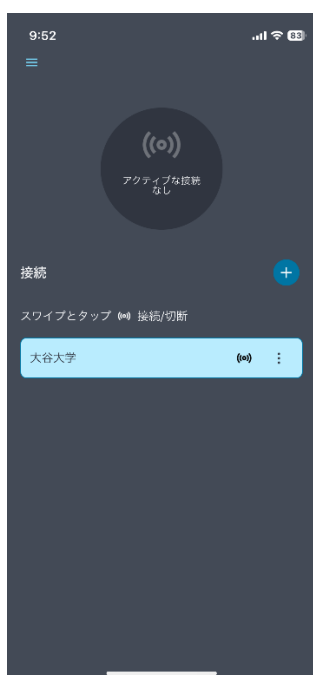 9:52
83
アクティブな接続
なし
接続
スワイプとタップ 接続/切断
大谷大学